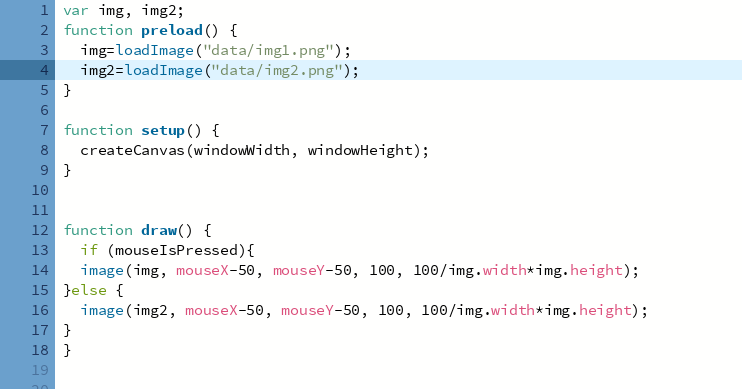 1 var img, img2;
2 function preload() {
3 img=loadImage("data/img1.png");
4 img2=loadImage("data/img2.png");
5 }
6
7 function setup() {
8 createCanvas(windowWidth, windowHeight);
9 }
10
11
12 function draw() {
13 if (mouseIsPressed){
14 image(img, mouseX-50, mouseY-50, 100, 100/img.width*img.height);
15 }else {
16 image(img2, mouseX-50, mouseY-50, 100, 100/img.width*img.height);
17 }
18 }
19